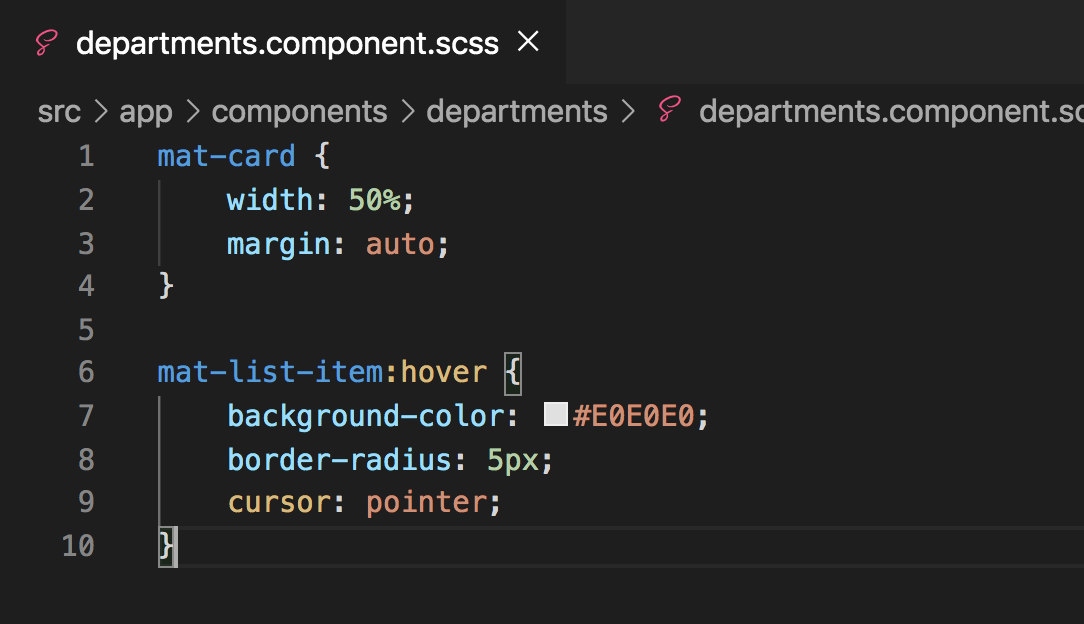 departments.component.scss
src > app > components > departments > departments.component.sc
1 mat-card {
2     width: 50%;
3     margin: auto;
4 }
5
6 mat-list-item:hover {
7     background-color: #E0E0E0;
8     border-radius: 5px;
9     cursor: pointer;
10 }